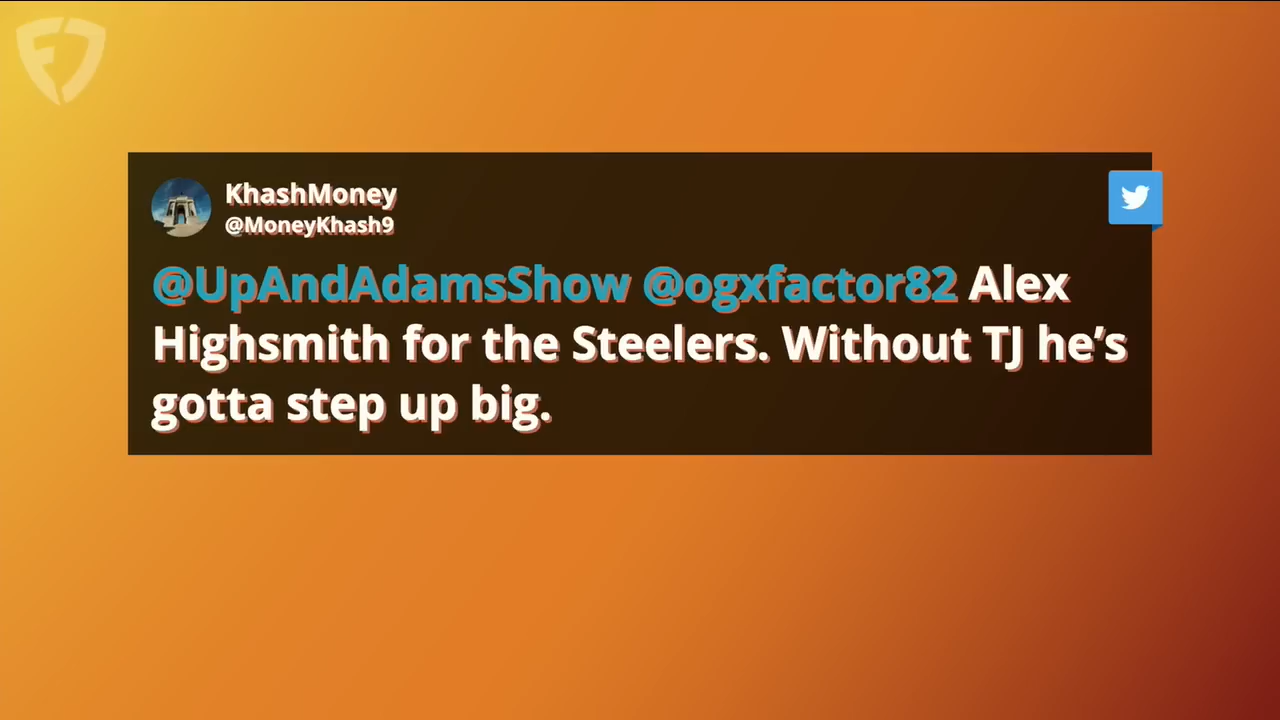 KhashMoney
@MoneyKhash9
@UpAndAdamsShow @ogxfactor82 Alex
Highsmith for the Steelers. Without TJ he’s
gotta step up big.